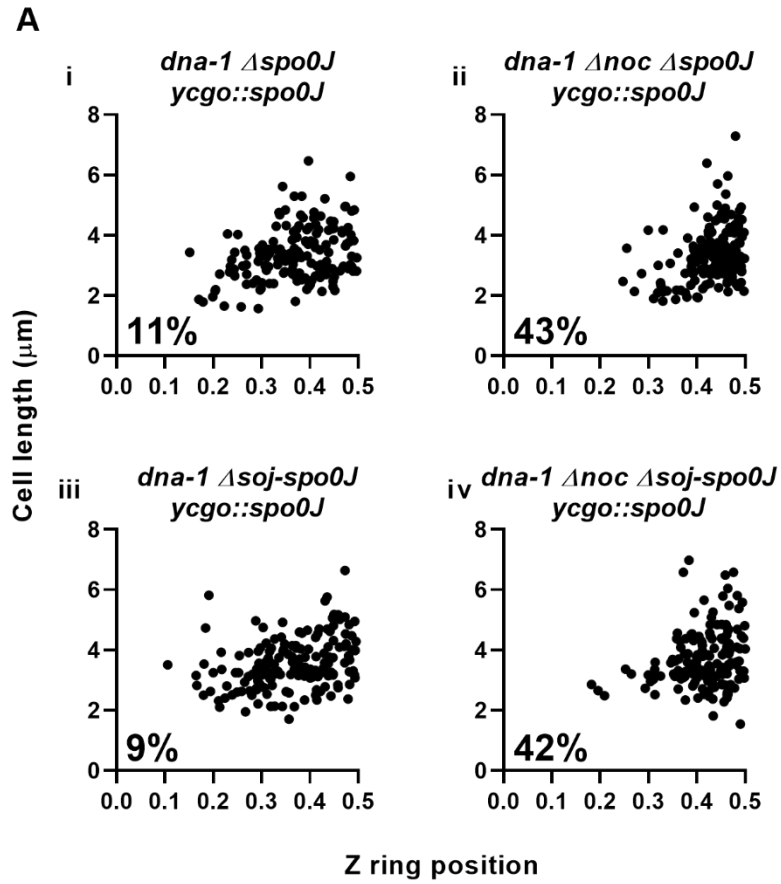 A
i
dna-1 Δspo0J
ycgo::spo0J
8
6
4
2
0
11%
0.0 0.1 0.2 0.3 0.4 0.5
ii
dna-1 Δnoc Δspo0J
ycgo::spo0J
8
6
4
2
0
43%
0.0 0.1 0.2 0.3 0.4 0.5
iii
dna-1 Δsoj-spo0J
ycgo::spo0J
8
6
4
2
0
9%
0.0 0.1 0.2 0.3 0.4 0.5
iv
dna-1 Δnoc Δsoj-spo0J
ycgo::spo0J
8
6
4
2
0
42%
0.0 0.1 0.2 0.3 0.4 0.5
Cell length (μm)
Z ring position